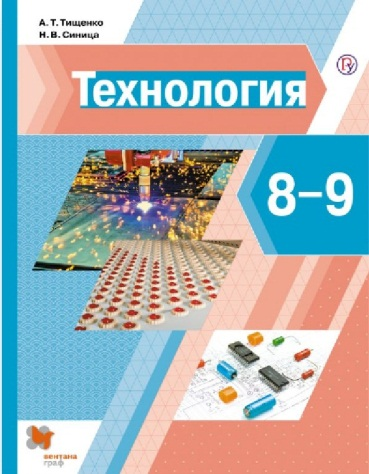 А. Т. Тищенко
Н. В. Синица
Технология
8–9
вентана
граф